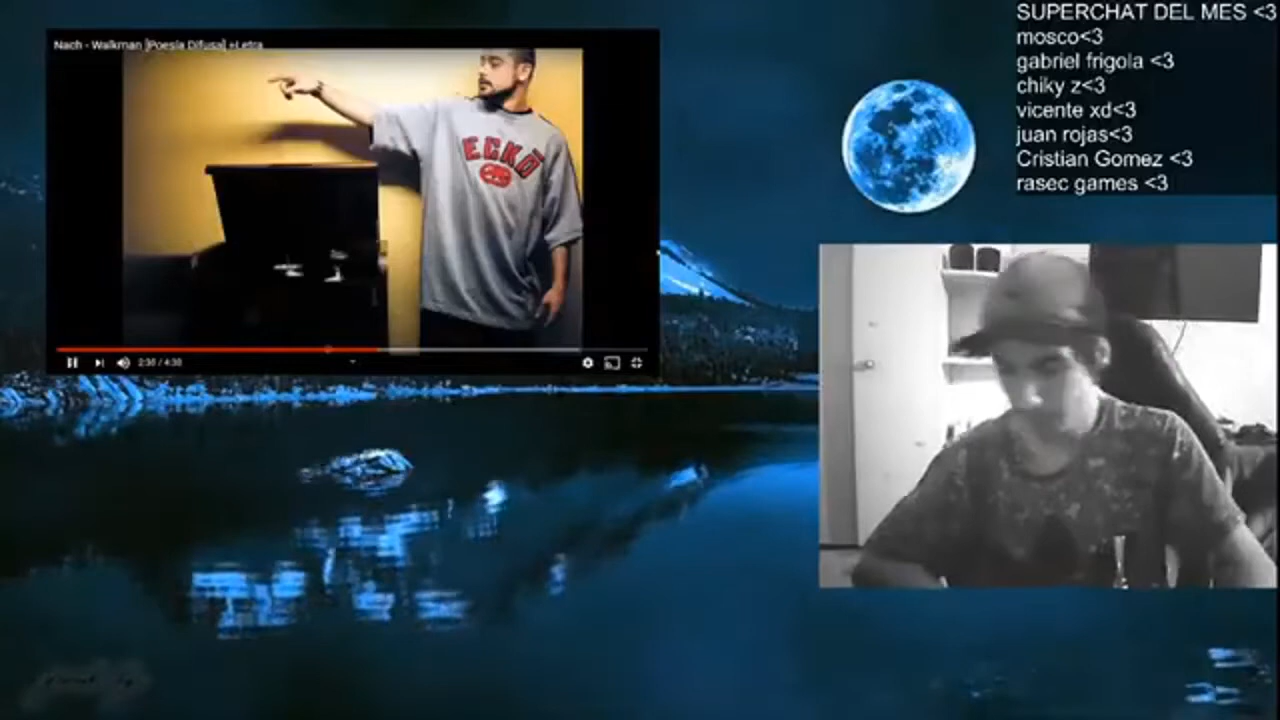 Nach - Walkman [Poesía Difusa] +Letra
ECKŌ
2:30 / 4:30
SUPERCHAT DEL MES <3
mosco<3
gabriel frigola <3
chiky z<3
vicente xd<3
juan rojas<3
Cristian Gomez <3
rasec games <3